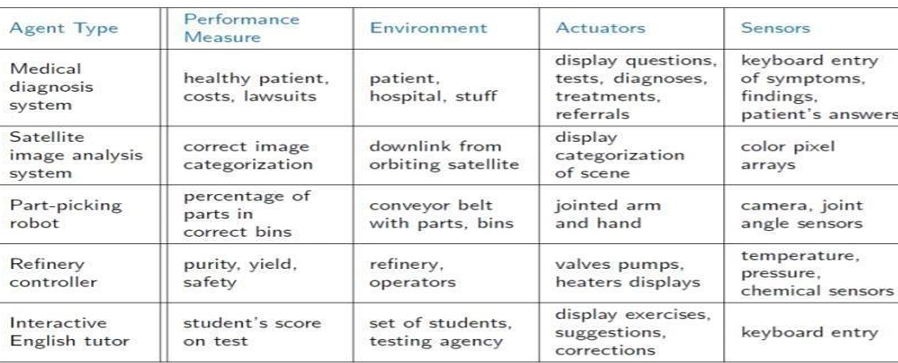 Agent Type
Performance
Measure
Environment
Actuators
Sensors
Medical
diagnosis
system
healthy patient,
costs, lawsuits
patient,
hospital, stuff
display questions,
tests, diagnoses,
treatments,
referrals
keyboard entry
of symptoms,
findings,
patient's answers
Satellite
image analysis
system
correct image
categorization
downlink from
orbiting satellite
display
categorization
of scene
color pixel
arrays
Part-picking
robot
percentage of
parts in
correct bins
conveyor belt
with parts, bins
jointed arm
and hand
camera, joint
angle sensors
Refinery
controller
purity, yield,
safety
refinery,
operators
valves pumps,
heaters displays
temperature,
pressure,
chemical sensors
Interactive
English tutor
student's score
on test
set of students,
testing agency
display exercises,
suggestions,
corrections
keyboard entry